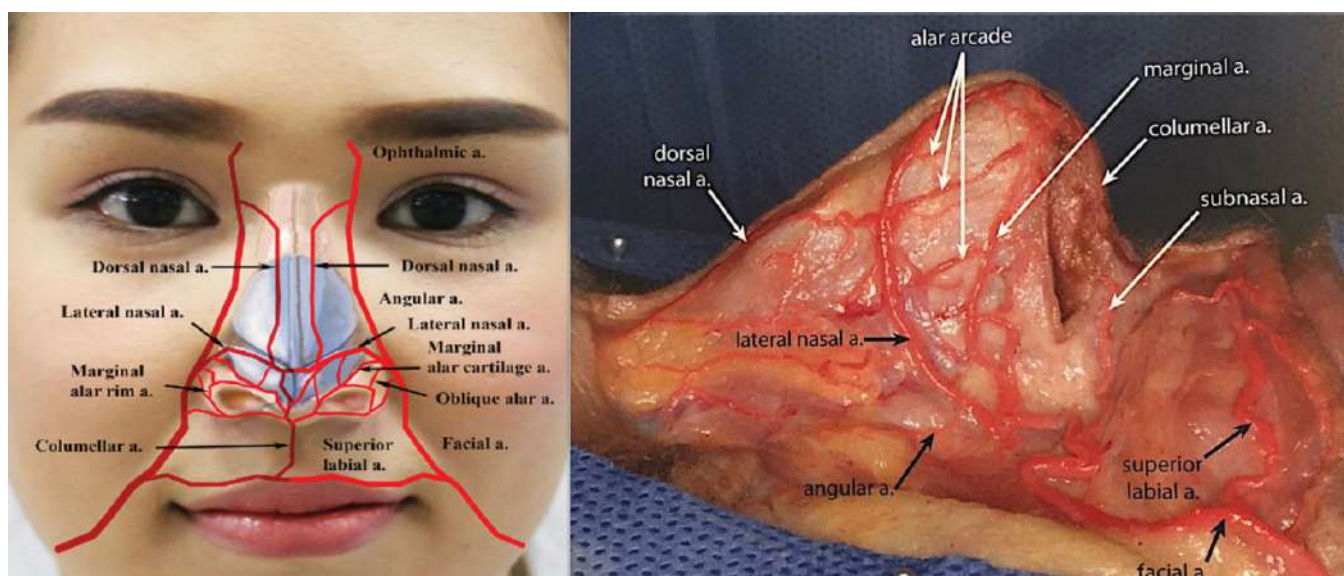 Ophthalmic a.
Dorsal nasal a.
Dorsal nasal a.
Angular a.
Lateral nasal a.
Lateral nasal a.
Marginal
alar cartilage a.
Marginal
alar rim a.
Oblique alar a.
Columellar a.
Superior
labial a.
Facial a.
alar arcade
marginal a.
columellar a.
dorsal
nasal a.
subnasal a.
lateral nasal a.
angular a.
superior
labial a.
facial a.